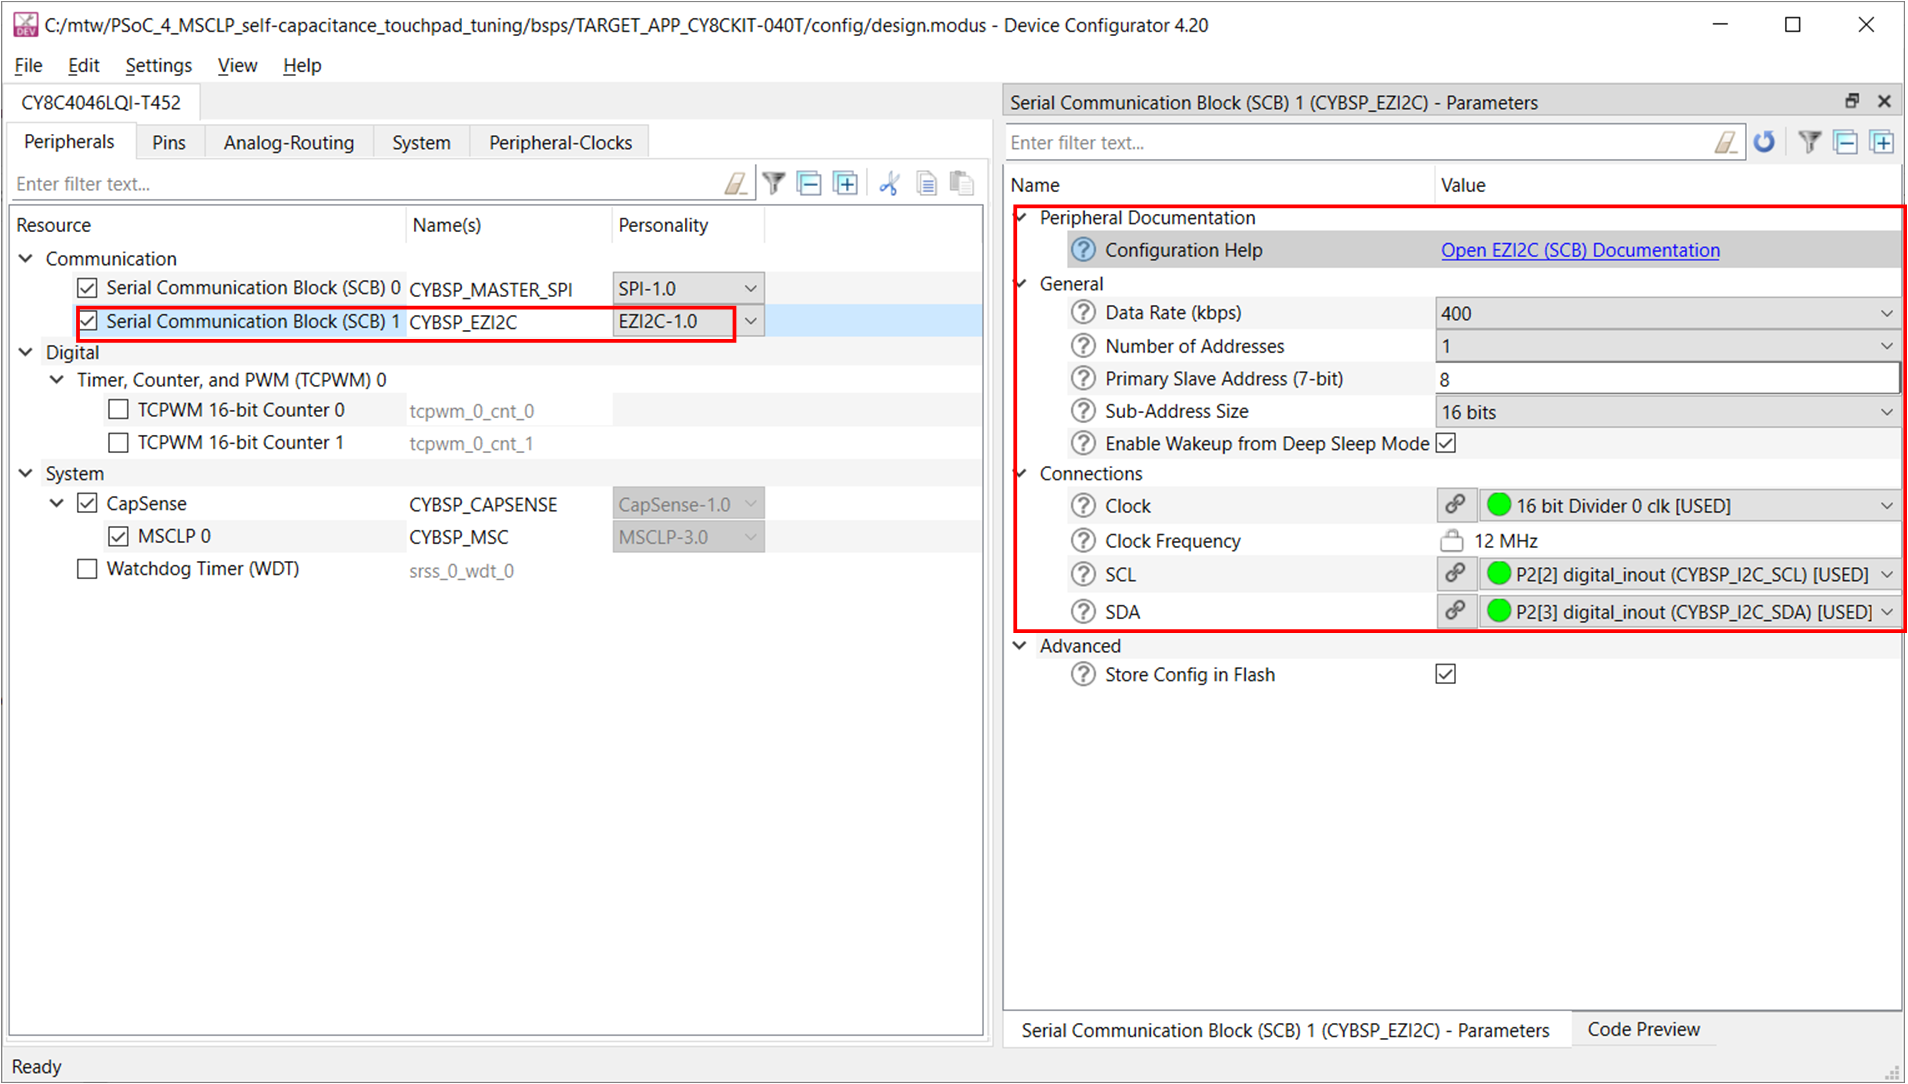 C:/mtw/PSoC_4_MSCLP_self-capacitance_touchpad_tuning/bsps/TARGET_APP_CY8CKIT-040T/config/design.modus - Device Configurator 4.20
File Edit Settings View Help
CY8C4046LQI-T452
Peripherals Pins Analog-Routing System Peripheral-Clocks
Enter filter text...
Resource Name(s) Personality
Communication
Serial Communication Block (SCB) 0 CYBSP_MASTER_SPI SPI-1.0
Serial Communication Block (SCB) 1 CYBSP_EZI2C EZI2C-1.0
Digital
Timer, Counter, and PWM (TCPWM) 0
TCPWM 16-bit Counter 0 tcpwm_0_cnt_0
TCPWM 16-bit Counter 1 tcpwm_0_cnt_1
System
CapSense CYBSP_CAPSENSE CapSense-1.0
MSCLP 0 CYBSP_MSC MSCLP-3.0
Watchdog Timer (WDT) srss_0_wdt_0
Serial Communication Block (SCB) 1 (CYBSP_EZI2C) - Parameters
Enter filter text...
Name Value
Peripheral Documentation
Configuration Help Open EZI2C (SCB) Documentation
General
Data Rate (kbps) 400
Number of Addresses 1
Primary Slave Address (7-bit) 8
Sub-Address Size 16 bits
Enable Wakeup from Deep Sleep Mode
Connections
Clock 16 bit Divider 0 clk [USED]
Clock Frequency 12 MHz
SCL P2[2] digital_inout (CYBSP_I2C_SCL) [USED]
SDA P2[3] digital_inout (CYBSP_I2C_SDA) [USED]
Advanced
Store Config in Flash
Serial Communication Block (SCB) 1 (CYBSP_EZI2C) - Parameters Code Preview
Ready